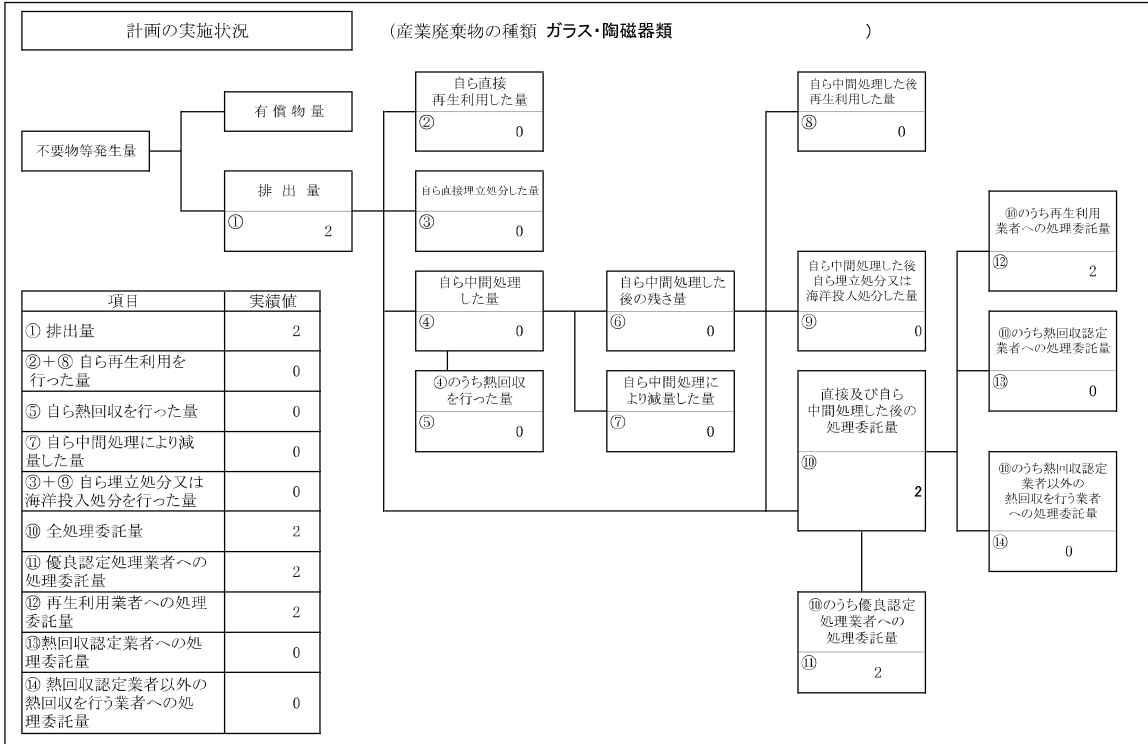 計画の実施状況
(産業廃棄物の種類 ガラス・陶磁器類 )
不要物等発生量
有償物量
排出量
①
2
自ら直接
再生利用した量
②
0
自ら直接埋立処分した量
③
0
自ら中間処理
した量
④
0
④のうち熱回収
を行った量
⑤
0
自ら中間処理した
後の残さ量
⑥
0
自ら中間処理に
より減量した量
⑦
0
自ら中間処理した後
再生利用した量
⑧
0
自ら中間処理した後
自ら埋立処分又は
海洋投入処分した量
⑨
0
直接及び自ら
中間処理した後の
処理委託量
⑩
2
⑩のうち優良認定
処理業者への
処理委託量
⑪
2
⑩のうち再生利用
業者への処理委託量
⑫
2
⑩のうち熱回収認定
業者への処理委託量
⑬
0
⑩のうち熱回収認定
業者以外の
熱回収を行う業者
への処理委託量
⑭
0
項目 実績値
① 排出量 2
②+⑧ 自ら再生利用を
行った量 0
⑤ 自ら熱回収を行った量 0
⑦ 自ら中間処理により減
量した量 0
③+⑨ 自ら埋立処分又は
海洋投入処分を行った量 0
⑩ 全処理委託量 2
⑪ 優良認定処理業者への
処理委託量 2
⑫ 再生利用業者への処理
委託量 2
⑬熱回収認定業者への処
理委託量 0
⑭ 熱回収認定業者以外の
熱回収を行う業者への処
理委託量 0